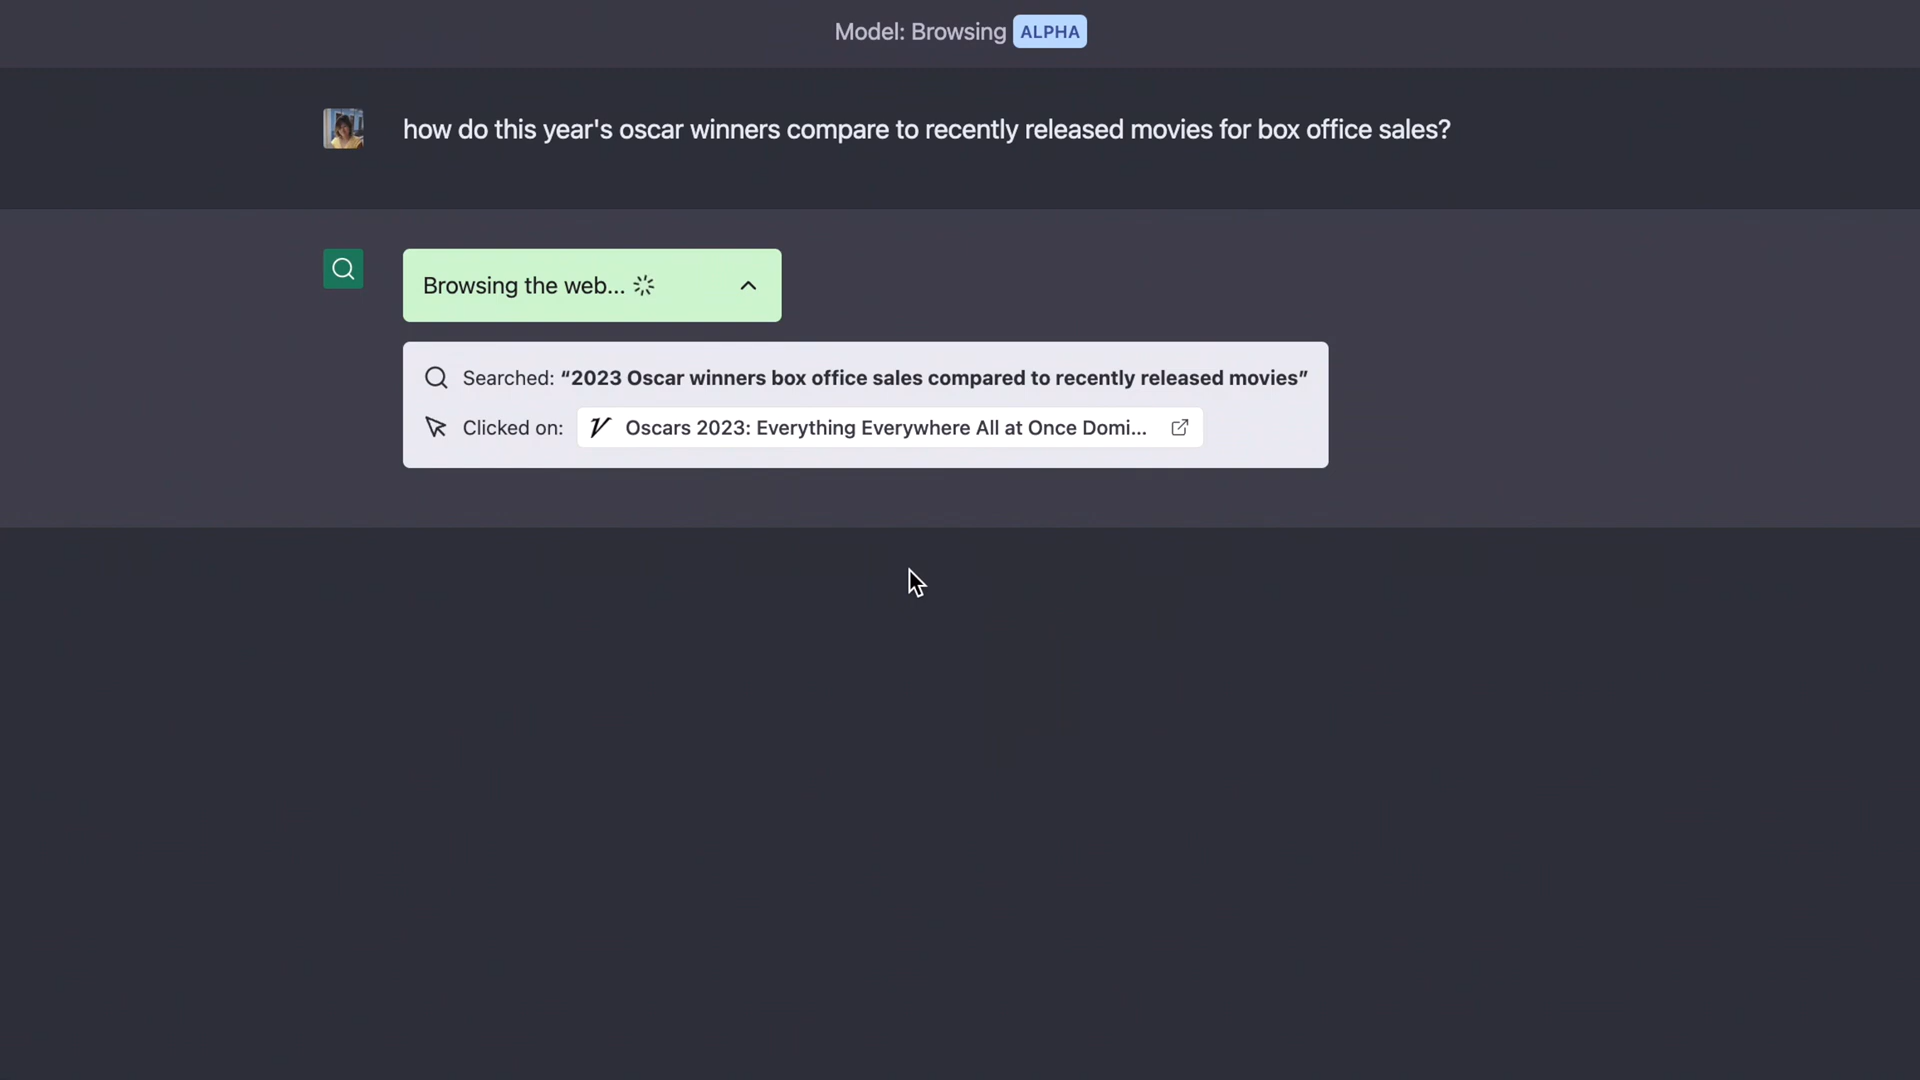 Model: Browsing ALPHA
how do this year's oscar winners compare to recently released movies for box office sales?
Browsing the web...
Searched: “2023 Oscar winners box office sales compared to recently released movies”
Clicked on: V Oscars 2023: Everything Everywhere All at Once Domi...